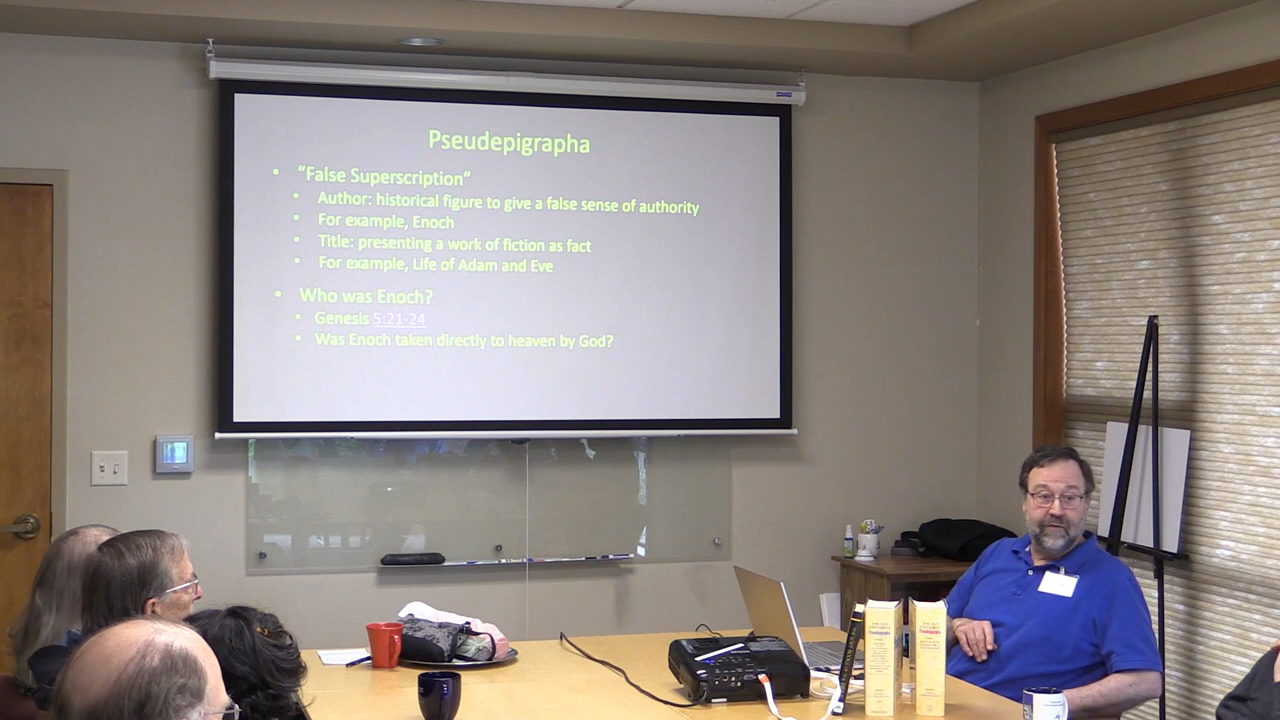 Pseudepigrapha
• “False Superscription”
• Author: historical figure to give a false sense of authority
• For example, Enoch
• Title: presenting a work of fiction as fact
• For example, Life of Adam and Eve
• Who was Enoch?
• Genesis 5:21-24
• Was Enoch taken directly to heaven by God?
Pseudepigrapha
Pseudepigrapha